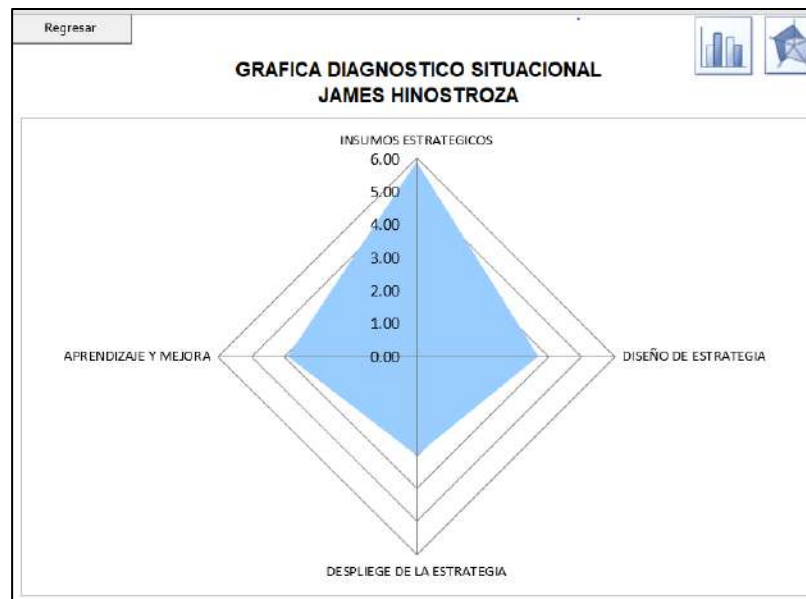 Regresar
GRAFICA DIAGNOSTICO SITUACIONAL
JAMES HINOSTROZA
INSUMOS ESTRATEGICOS
6.00
5.00
4.00
3.00
2.00
1.00
0.00
APRENDIZAJE Y MEJORA
DISEÑO DE ESTRATEGIA
DESPLIEGE DE LA ESTRATEGIA